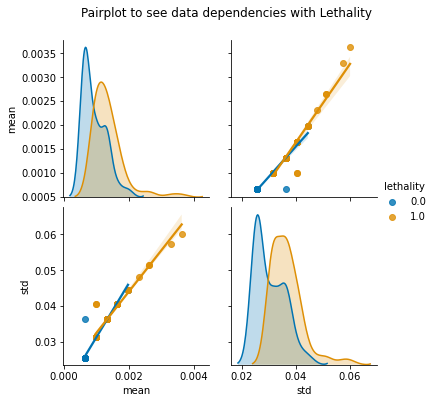 Pairplot to see data dependencies with Lethality
0.0035
0.0030
0.0025
0.0020
0.0015
0.0010
0.0005
mean
lethality
0.0
1.0
0.06
0.05
0.04
0.03
std
0.000 0.002 0.004
mean
0.02 0.04 0.06
std